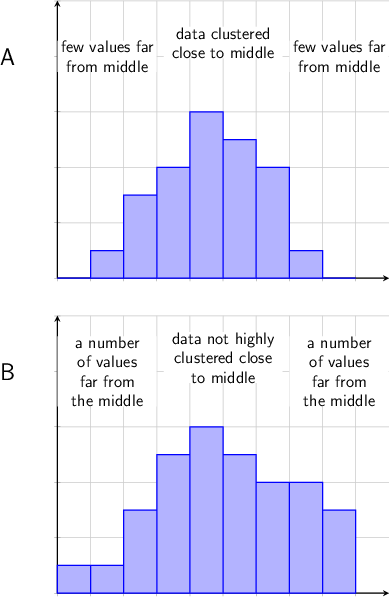 A
few values far
from middle
data clustered
close to middle
few values far
from middle
B
a number
of values
far from
the middle
data not highly
clustered close
to middle
a number
of values
far from
the middle